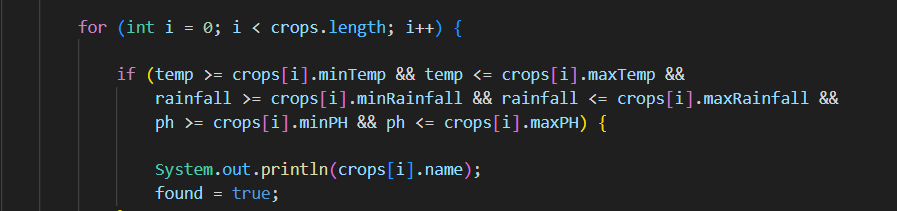 for (int i = 0; i < crops.length; i++) {
if (temp >= crops[i].minTemp && temp <= crops[i].maxTemp &&
rainfall >= crops[i].minRainfall && rainfall <= crops[i].maxRainfall &&
ph >= crops[i].minPH && ph <= crops[i].maxPH) {
System.out.println(crops[i].name);
found = true;